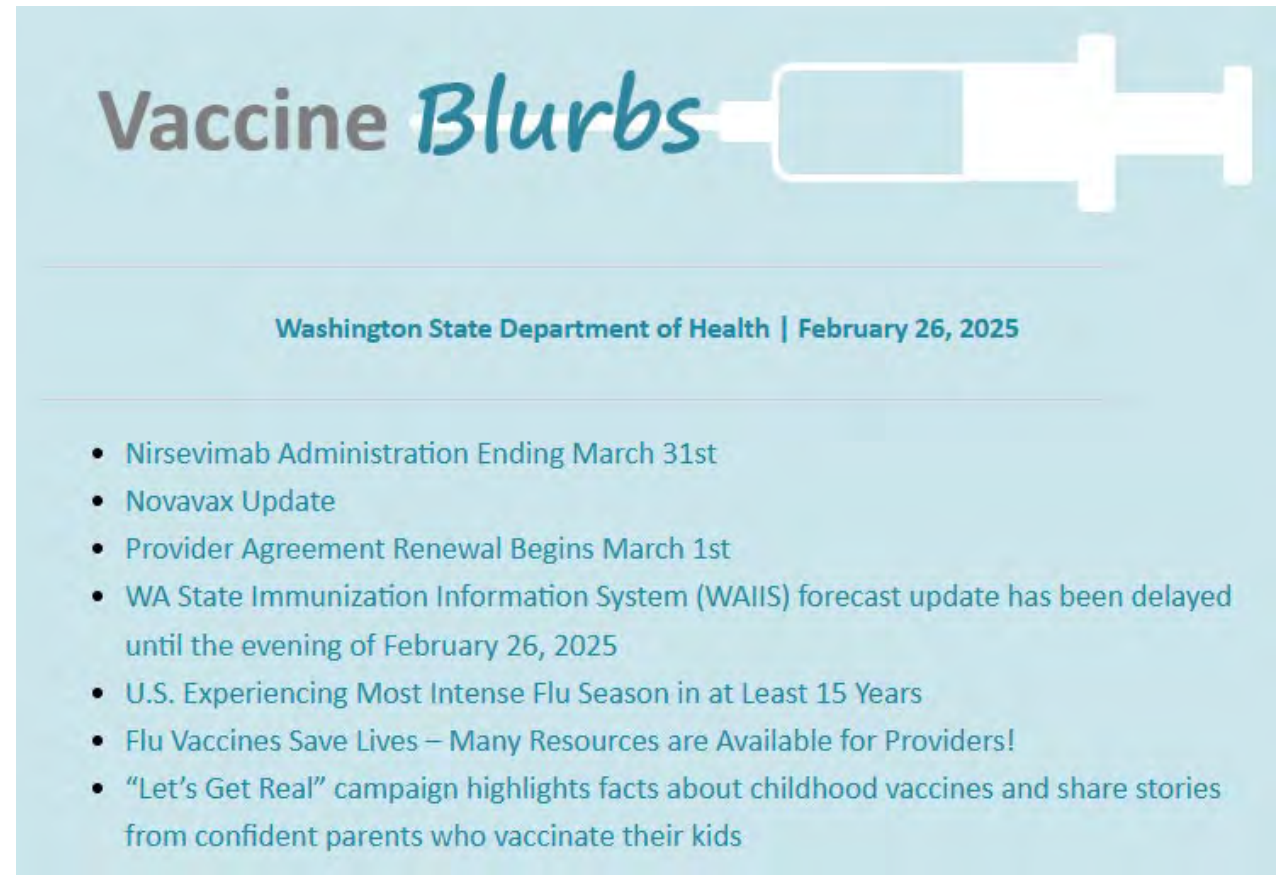 Vaccine Blurbs
Washington State Department of Health | February 26, 2025
• Nirsevimab Administration Ending March 31st
• Novavax Update
• Provider Agreement Renewal Begins March 1st
• WA State Immunization Information System (WAIIS) forecast update has been delayed
until the evening of February 26, 2025
• U.S. Experiencing Most Intense Flu Season in at Least 15 Years
• Flu Vaccines Save Lives – Many Resources are Available for Providers!
• “Let’s Get Real” campaign highlights facts about childhood vaccines and share stories
from confident parents who vaccinate their kids